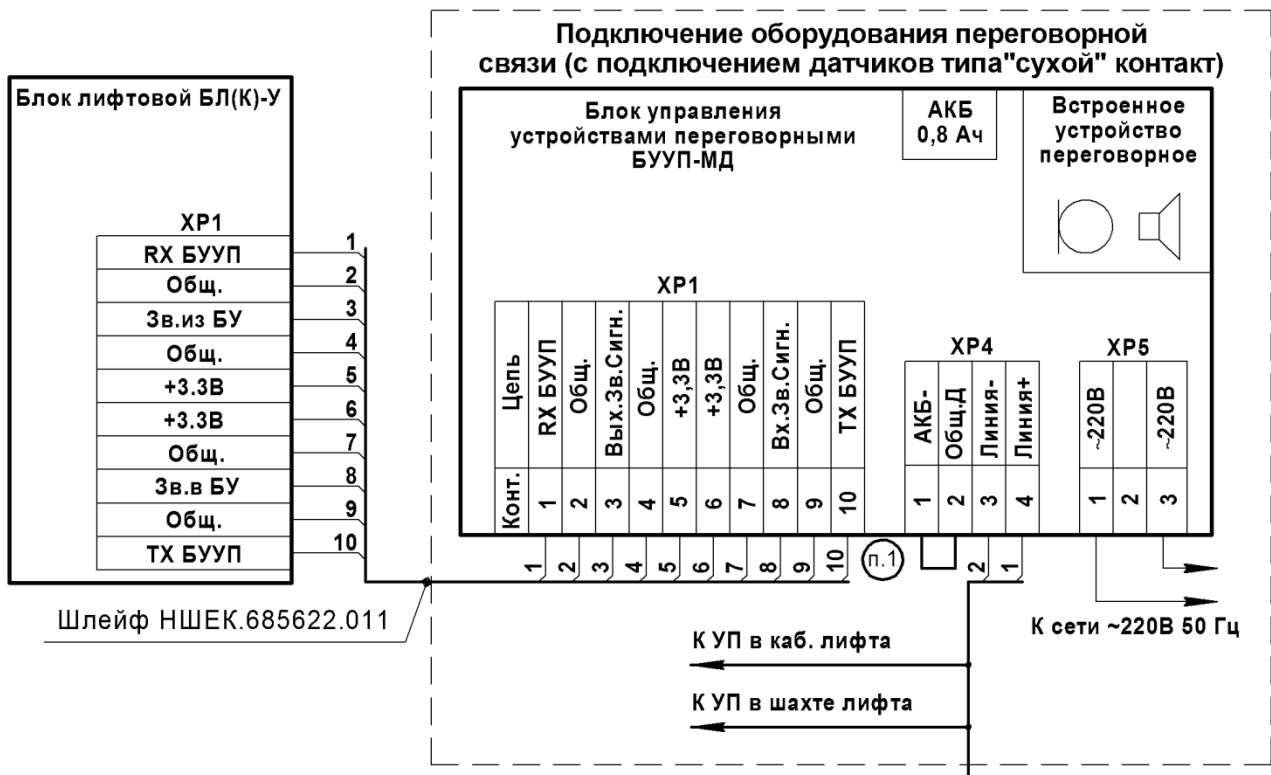 Подключение оборудования переговорной
связи (с подключением датчиков типа"сухой" контакт)
Блок лифтовой БЛ(К)-У
XP1
RX БУУП
1
Общ.
2
Зв.из БУ
3
Общ.
4
+3.3В
5
+3.3В
6
Общ.
7
Зв.в БУ
8
Общ.
9
TX БУУП
10
Шлейф НШЕК.685622.011
Блок управления
устройствами переговорными
БУУП-МД
АКБ
0,8 Ач
Встроенное
устройство
переговорное
XP1
Цепь
RX БУУП
Общ.
Вых.Зв.Сигн.
Общ.
+3,3В
+3,3В
Общ.
Вх.Зв.Сигн.
Общ.
TX БУУП
Конт.
1
2
3
4
5
6
7
8
9
10
XP4
АКБ-
Общ.Д
Линия-
Линия+
1
2
3
4
XP5
~220В
~220В
1
2
3
1
2
3
4
5
6
7
8
9
10
п.1
2
1
К сети ~220В 50 Гц
К УП в каб. лифта
К УП в шахте лифта